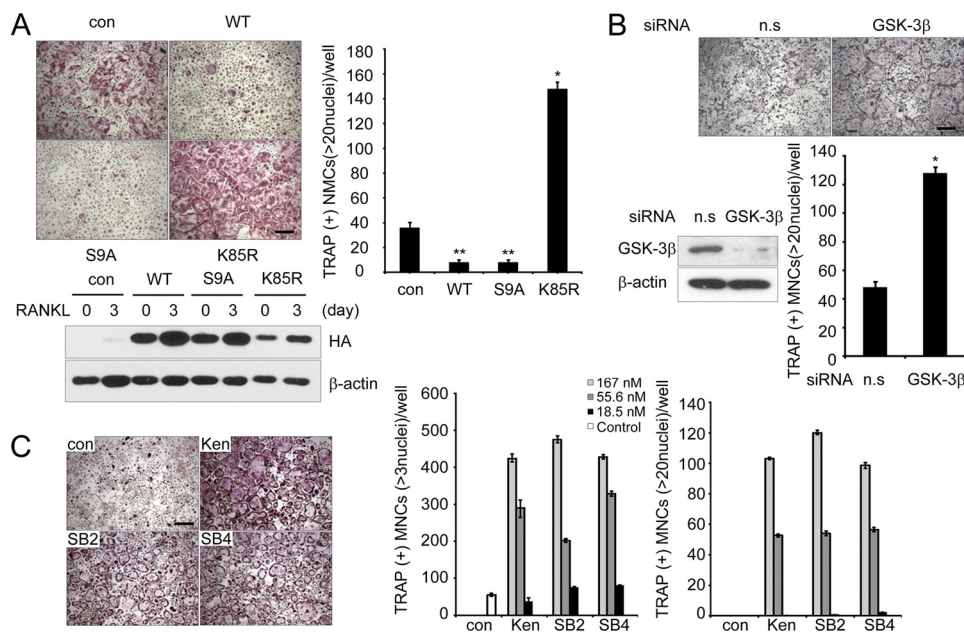 A
con
WT
S9A
K85R
TRAP (+) NMCs(>20nuclei)/well
180
160
140
120
100
80
60
40
20
0
*
**
**
con
WT
S9A
K85R
con
WT
S9A
K85R
RANKL
0
3
0
3
0
3
0
3
(day)
HA
β-actin
B
siRNA
n.s
GSK-3β
siRNA
n.s
GSK-3β
GSK-3β
β-actin
TRAP (+) MNCs(>20nuclei)/well
140
120
100
80
60
40
20
0
*
siRNA
n.s
GSK-3β
C
con
Ken
SB2
SB4
TRAP (+) MNCs (>3nuclei)/well
600
500
400
300
200
100
0
167 nM
55.6 nM
18.5 nM
Control
con
Ken
SB2
SB4
TRAP (+) MNCs (>20nuclei)/well
140
120
100
80
60
40
20
0
con
Ken
SB2
SB4